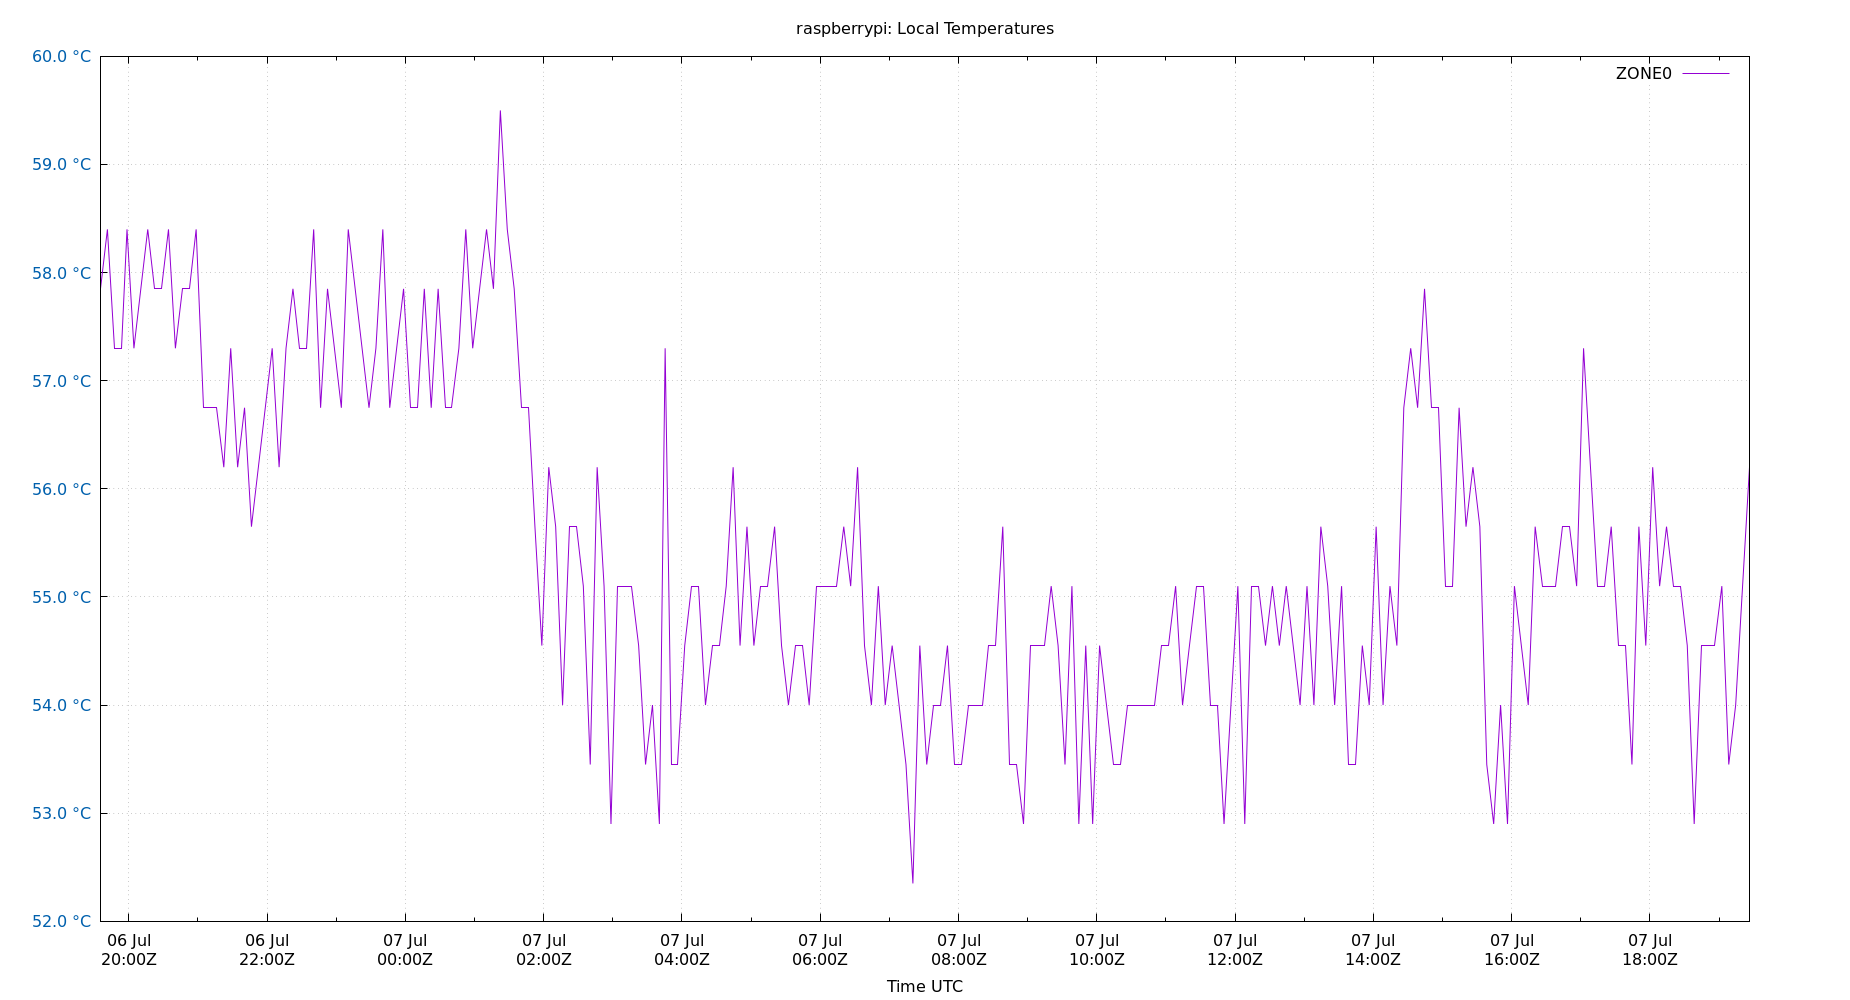 raspberrypi: Local Temperatures
60.0 °C
ZONE0
59.0 °C
58.0 °C
57.0 °C
56.0 °C
55.0 °C
54.0 °C
53.0 °C
52.0 °C
06 Jul 06 Jul 07 Jul 07 Jul 07 Jul 07 Jul 07 Jul 07 Jul 07 Jul 07 Jul 07 Jul 07 Jul
20:00Z 22:00Z 00:00Z 02:00Z 04:00Z 06:00Z 08:00Z 10:00Z 12:00Z 14:00Z 16:00Z 18:00Z
Time UTC